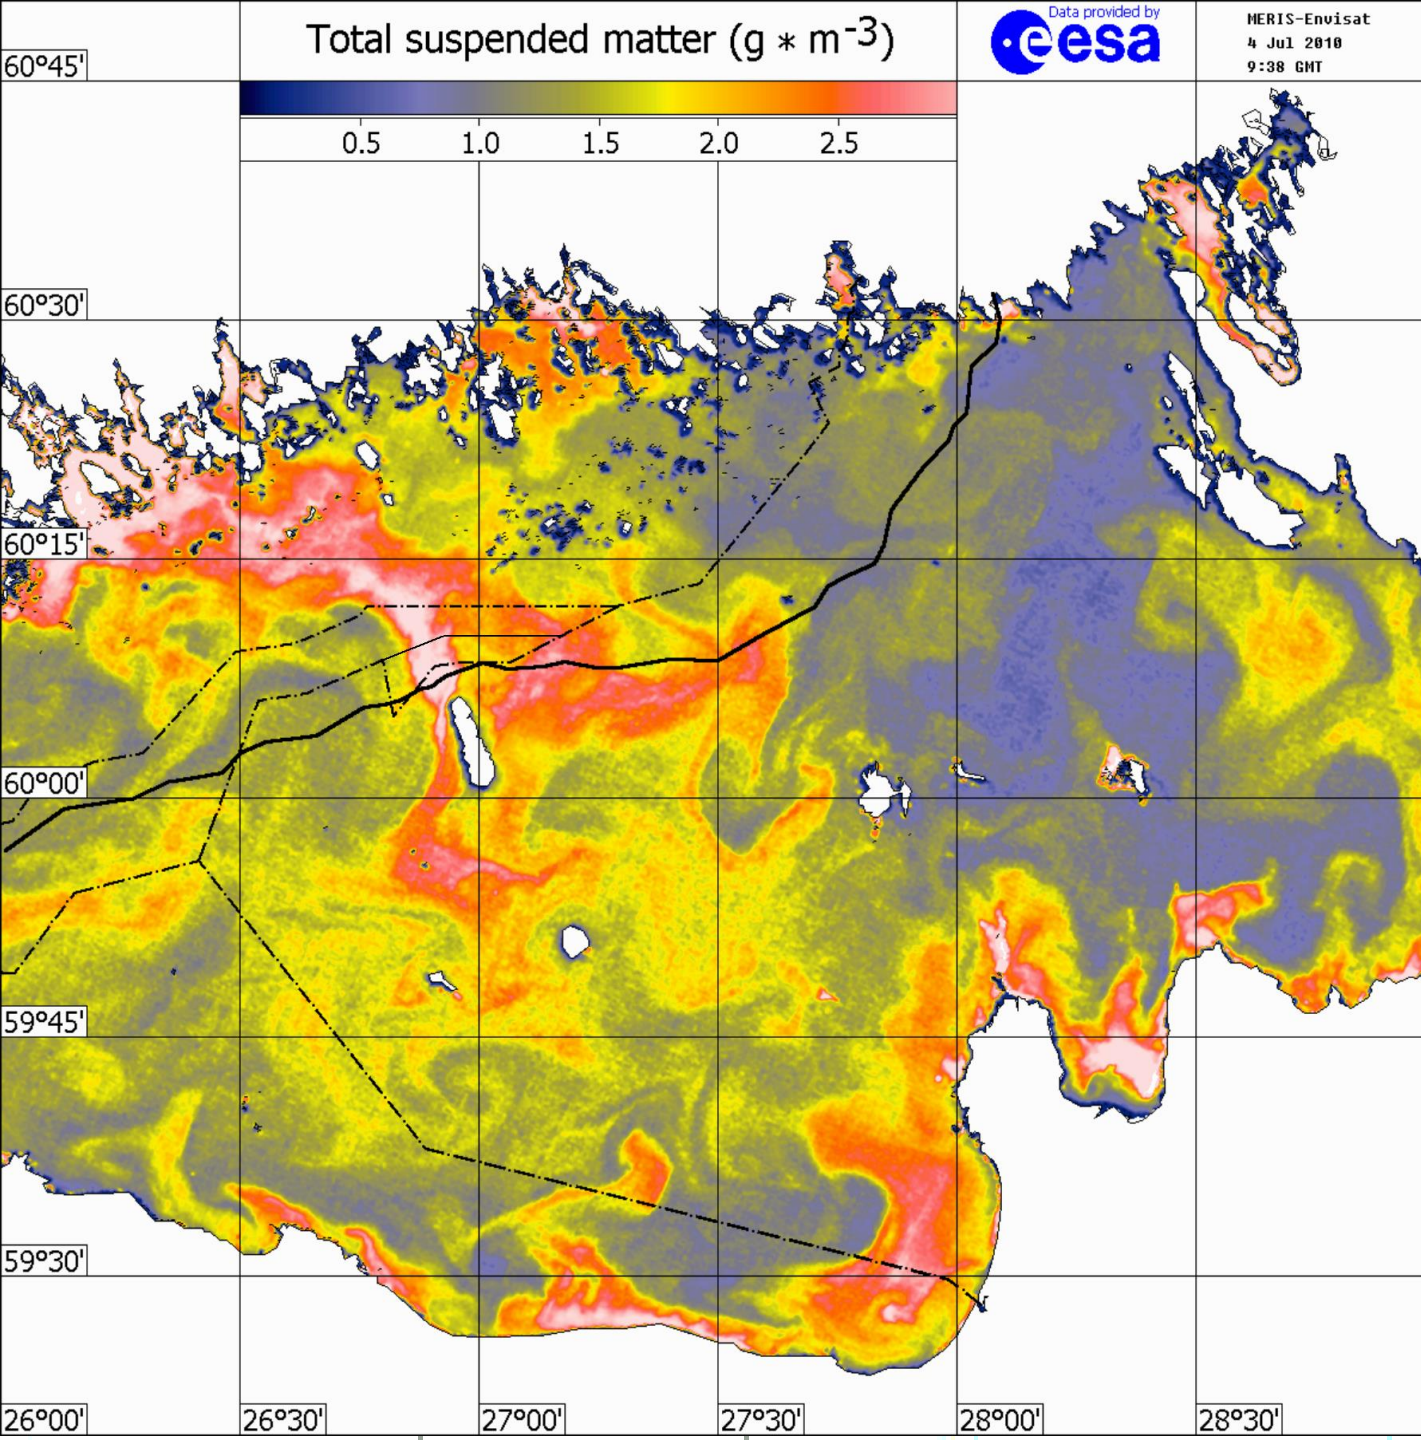 Total suspended matter (g * m-3)
Data provided by
esa
MERIS-Envisat
4 Jul 2010
9:38 GMT
60°45'
0.5 1.0 1.5 2.0 2.5
60°30'
60°15'
60°00'
59°45'
59°30'
26°00' 26°30' 27°00' 27°30' 28°00' 28°30'